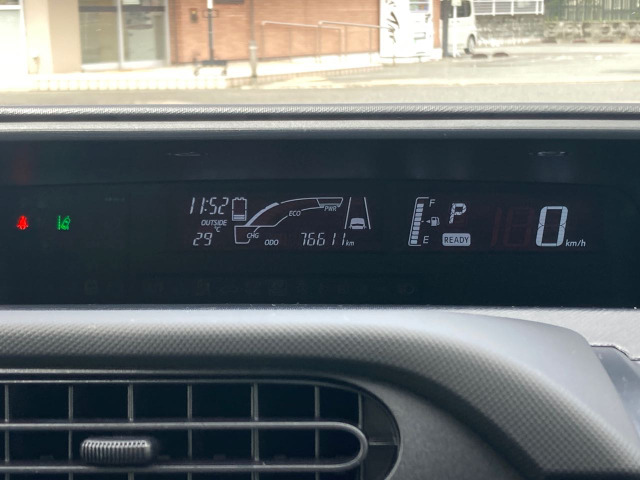 11:52
OUTSIDE
29 °C
ECO
PWR
CHG
ODO 76611 km
F
E
P
READY
0 km/h